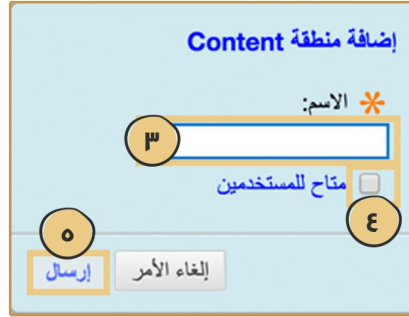 إضافة منطقة Content
* الاسم:
٣
متاح للمستخدمين
٤
٥
إلغاء الأمر إرسال